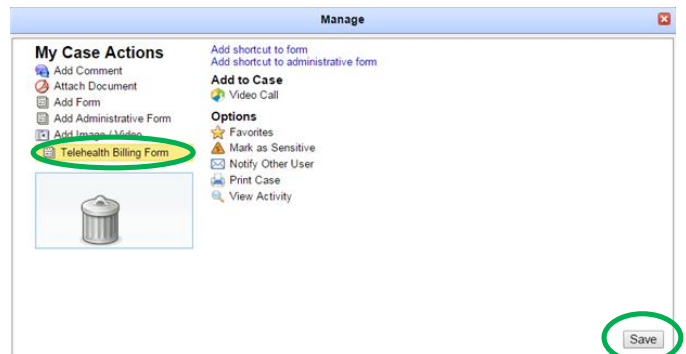 Manage
My Case Actions
Add Comment
Attach Document
Add Form
Add Administrative Form
Add Image / Video
Telehealth Billing Form
Add shortcut to form
Add shortcut to administrative form
Add to Case
Video Call
Options
Favorites
Mark as Sensitive
Notify Other User
Print Case
View Activity
Save